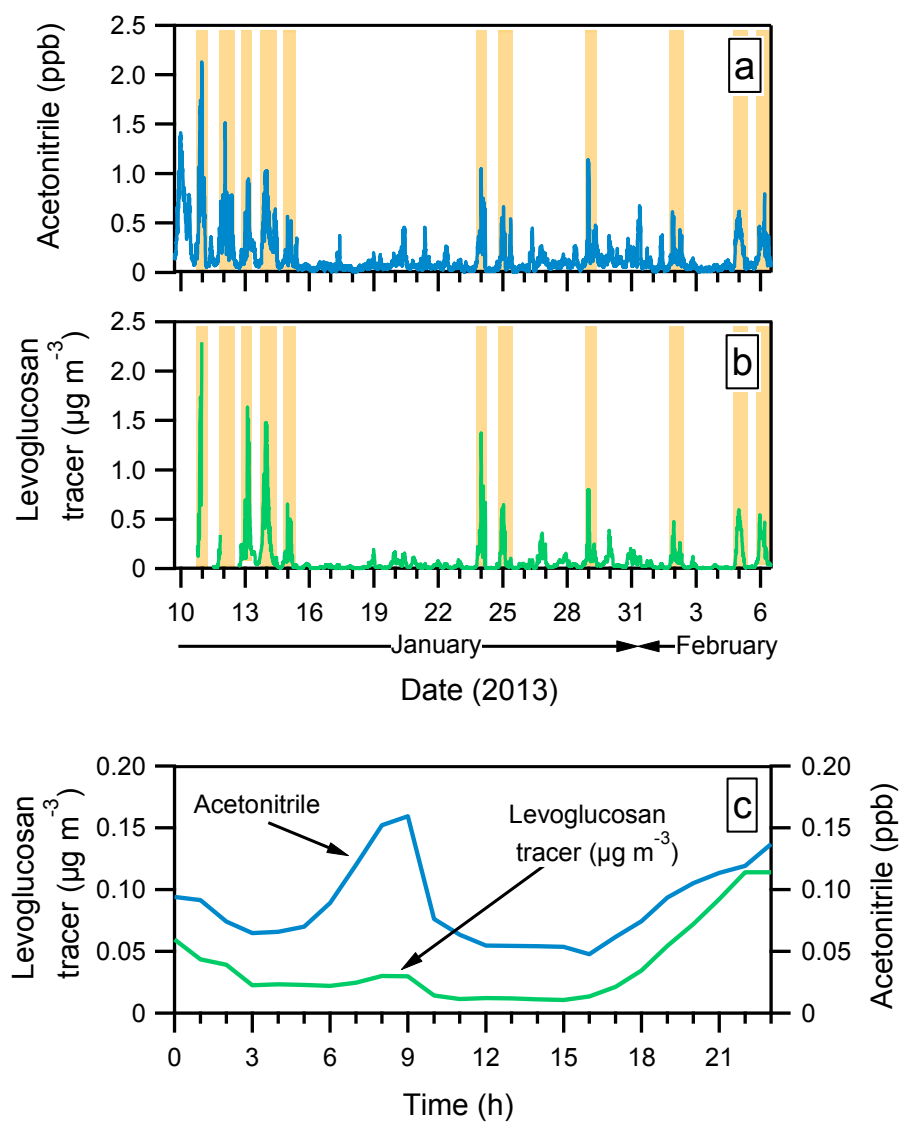 2.5
2.0
1.5
1.0
0.5
0
Acetonitrile (ppb)
a
2.5
2.0
1.5
1.0
0.5
0
Levoglucosan
tracer (µg m⁻³)
b
10 13 16 19 22 25 28 31 3 6
January February
Date (2013)
0.20
0.15
0.10
0.05
0
Levoglucosan
tracer (µg m⁻³)
c
Acetonitrile
Levoglucosan
tracer (µg m⁻³)
0.20
0.15
0.10
0.05
0
Acetonitrile (ppb)
0 3 6 9 12 15 18 21
Time (h)